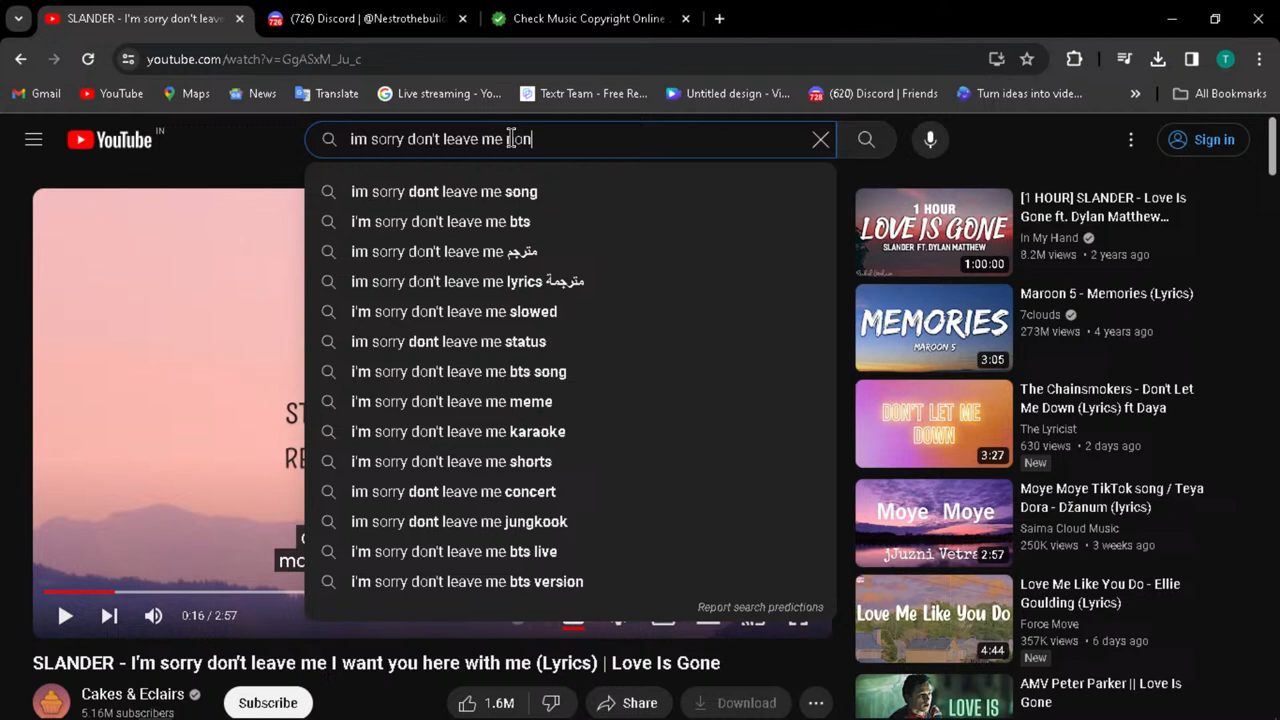 SLANDER - I'm sorry don't leave
(726) Discord | @Nestrothebuild
Check Music Copyright Online
youtube.com/watch?v=GgASxM_Ju_c
T
Gmail
YouTube
Maps
News
Translate
Live streaming - Yo...
Textr Team - Free Re...
Untitled design - Vi...
(620) Discord | Friends
Turn ideas into vide...
All Bookmarks
YouTube IN
im sorry don't leave me
Sign in
im sorry dont leave me song
i'm sorry don't leave me bts
im sorry don't leave me مترجم
im sorry don't leave me lyrics مترجمة
i'm sorry don't leave me slowed
im sorry dont leave me status
i'm sorry don't leave me bts song
i'm sorry don't leave me meme
i'm sorry don't leave me karaoke
i'm sorry don't leave me shorts
im sorry dont leave me concert
im sorry dont leave me jungkook
i'm sorry don't leave me bts live
i'm sorry don't leave me bts version
Report search predictions
0:16 / 2:57
SLANDER - I'm sorry don't leave me I want you here with me (Lyrics) | Love Is Gone
Cakes & Eclairs
5.16M subscribers
Subscribe
1.6M
Share
Download
1 HOUR
LOVE IS GONE
SLANDER FT. DYLAN MATTHEW
1:00:00
[1 HOUR] SLANDER - Love Is
Gone ft. Dylan Matthew...
In My Hand
8.2M views • 2 years ago
MEMORIES
MAROON 5
3:05
Maroon 5 - Memories (Lyrics)
7clouds
273M views • 4 years ago
DON'T LET ME
DOWN
3:27
The Chainsmokers - Don't Let
Me Down (Lyrics) ft Daya
The Lyricist
630 views • 2 days ago
New
Moye Moye
jJuzni Vetre
2:57
Moye Moye TikTok song / Teya
Dora - Džanum (lyrics)
Saima Cloud Music
250K views • 3 weeks ago
Love Me Like You Do
4:44
Love Me Like You Do - Ellie
Goulding (Lyrics)
Force Move
357K views • 6 days ago
New
LOVE IS
AMV Peter Parker || Love Is
Gone